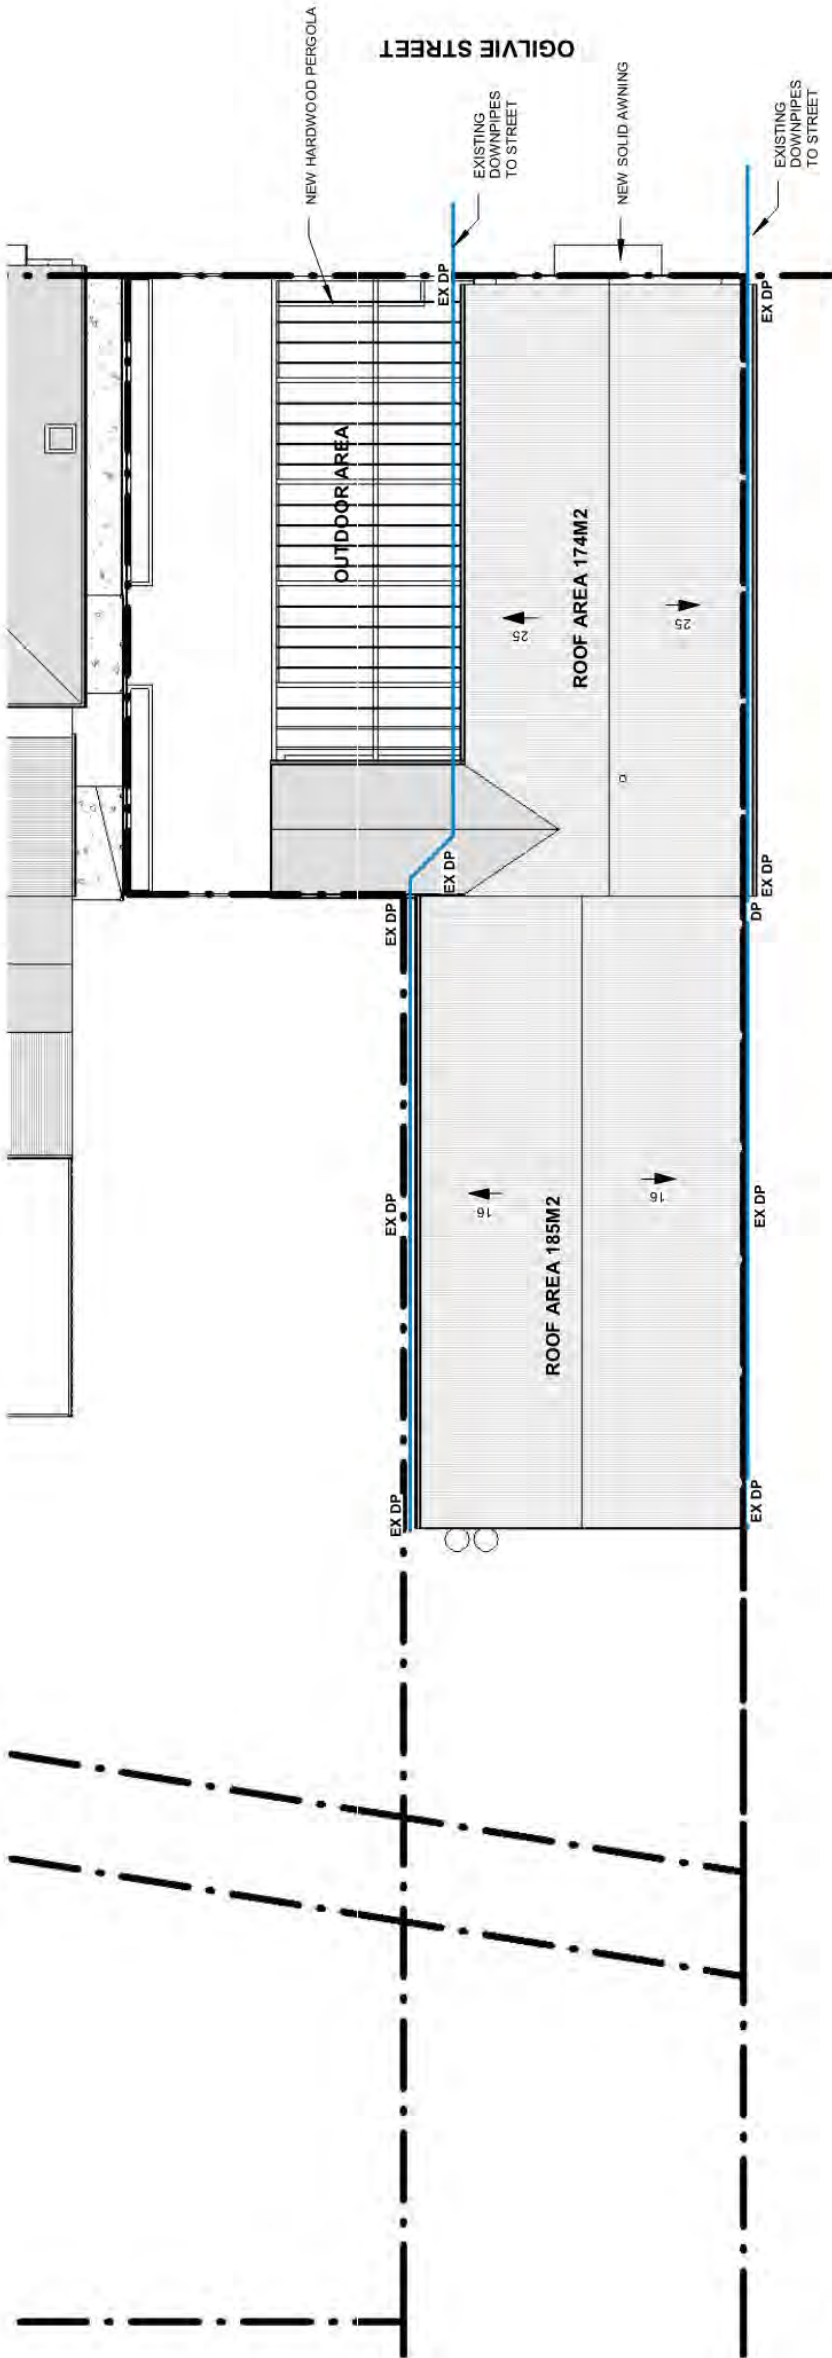 OGILVIE STREET
NEW HARDWOOD PERGOLA
EXISTING
DOWNPIPES
TO STREET
NEW SOLID AWNING
EXISTING
DOWNPIPES
TO STREET
EX DP
EX DP
OUTDOOR AREA
ROOF AREA 174M2
25
25
EX DP
EX DP
EX DP
DP
ROOF AREA 185M2
16
16
EX DP
EX DP
EX DP
EX DP